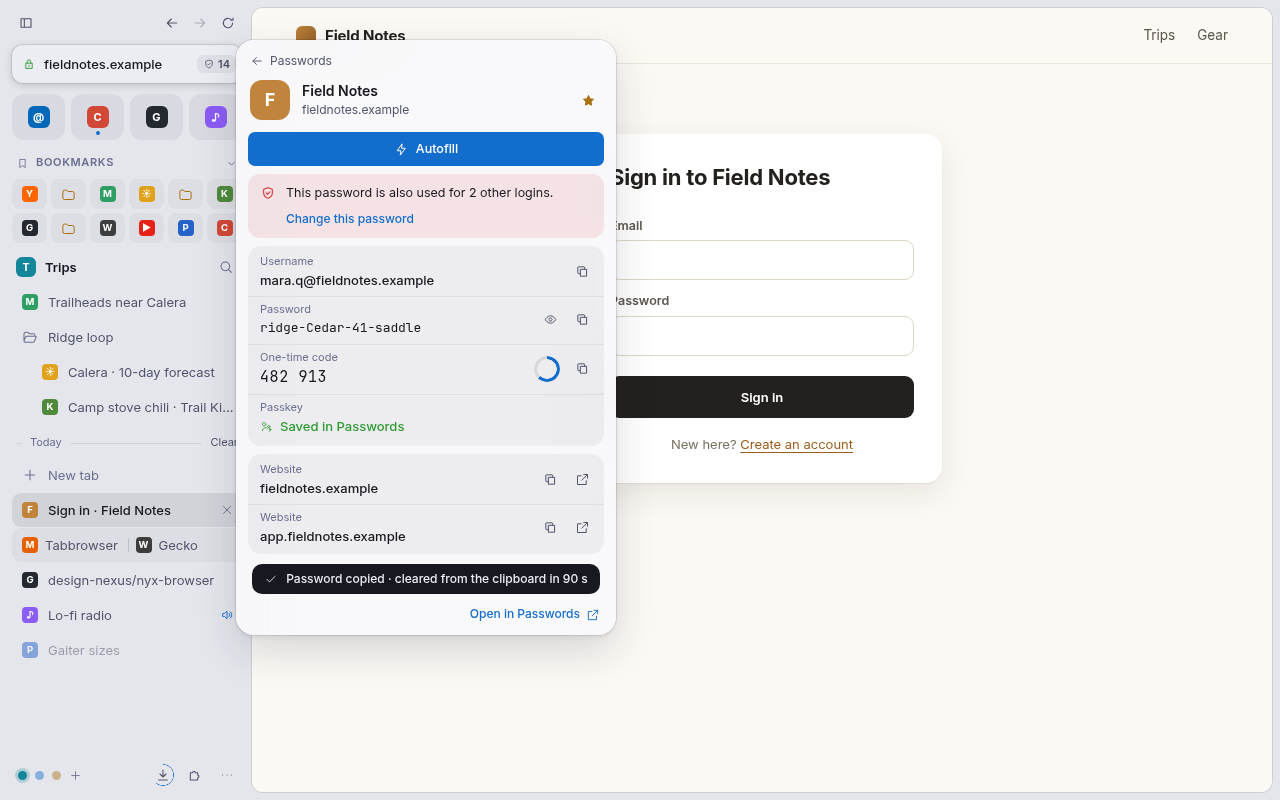 fieldnotes.example
14
@
C
G
BOOKMARKS
Y
M
K
G
W
P
C
T
Trips
M
Trailheads near Calera
Ridge loop
Calera · 10-day forecast
K
Camp stove chili · Trail Ki...
Today
Clear
New tab
F
Sign in · Field Notes
M
Tabbrowser
W
Gecko
G
design-nexus/nyx-browser
Lo-fi radio
P
Gaiter sizes
Passwords
F
Field Notes
fieldnotes.example
Autofill
This password is also used for 2 other logins.
Change this password
Username
mara.q@fieldnotes.example
Password
ridge-Cedar-41-saddle
One-time code
482 913
Passkey
Saved in Passwords
Website
fieldnotes.example
Website
app.fieldnotes.example
Password copied · cleared from the clipboard in 90 s
Open in Passwords
Field Notes
Trips
Gear
Sign in to Field Notes
Email
Password
Sign in
New here? Create an account